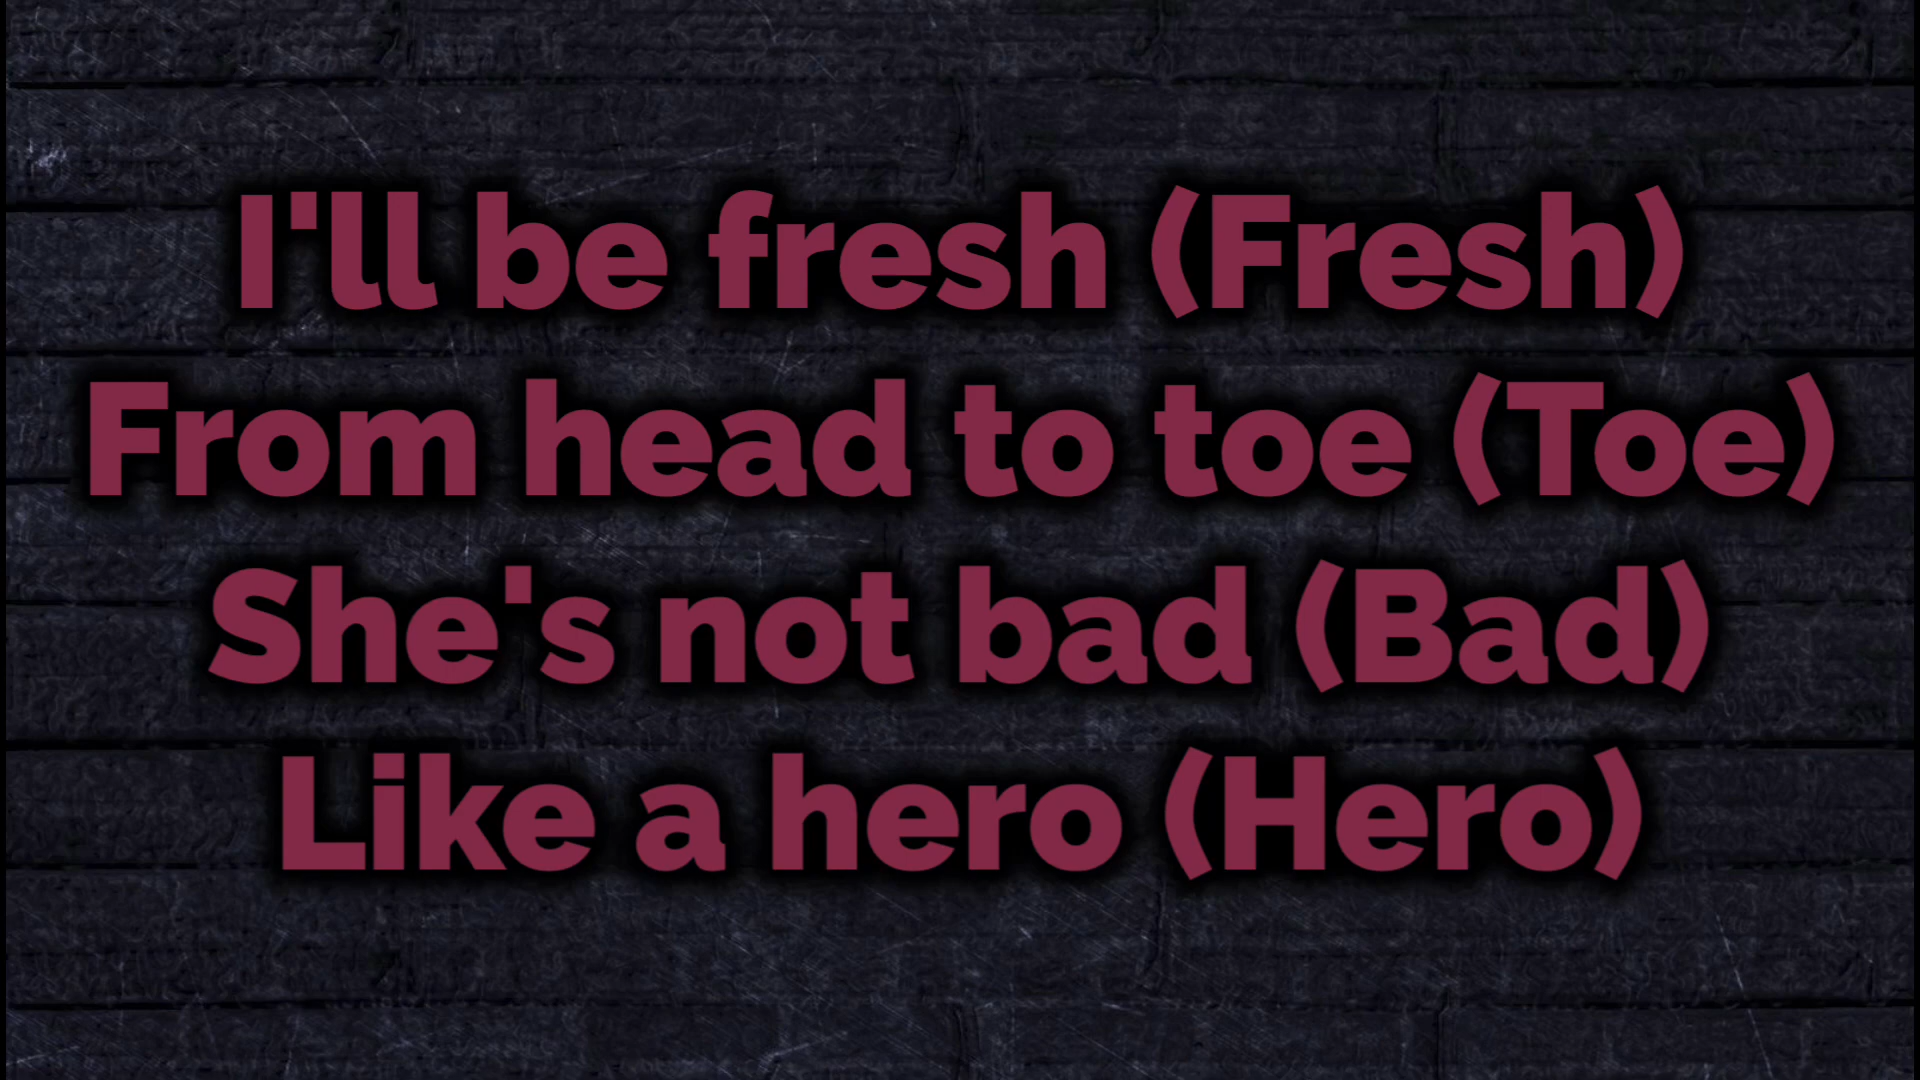 I'll be fresh (Fresh)
From head to toe (Toe)
She's not bad (Bad)
Like a hero (Hero)